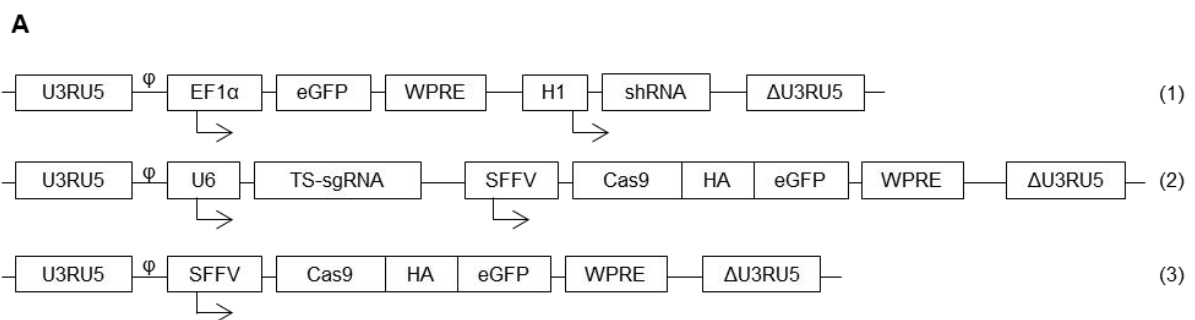 A
U3RU5 φ EF1α eGFP WPRE H1 shRNA ΔU3RU5 (1)
U3RU5 φ U6 TS-sgRNA SFFV Cas9 HA eGFP WPRE ΔU3RU5 (2)
U3RU5 φ SFFV Cas9 HA eGFP WPRE ΔU3RU5 (3)